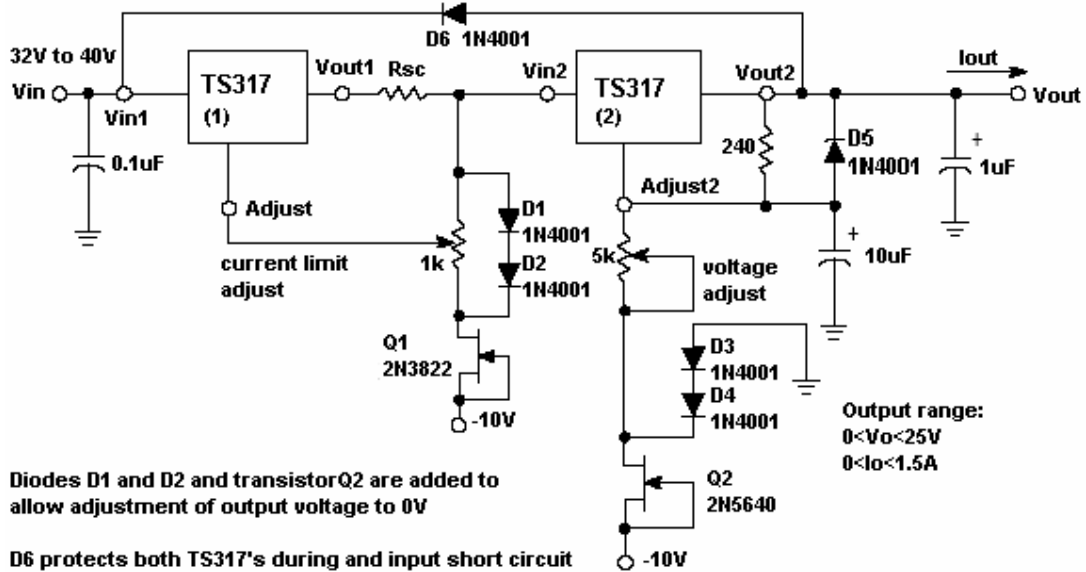 D6 1N4001
32V to 40V
Vin
Vin1
TS317
(1)
Vout1
Rsc
Vin2
TS317
(2)
Vout2
Iout
Vout
0.1uF
240
D5
1N4001
+
1uF
Adjust
Adjust2
current limit
adjust
1k
D1
1N4001
D2
1N4001
5k
voltage
adjust
+
10uF
Q1
2N3822
-10V
D3
1N4001
D4
1N4001
Output range:
0<Vo<25V
0<Io<1.5A
Q2
2N5640
-10V
Diodes D1 and D2 and transistorQ2 are added to
allow adjustment of output voltage to 0V
D6 protects both TS317's during and input short circuit